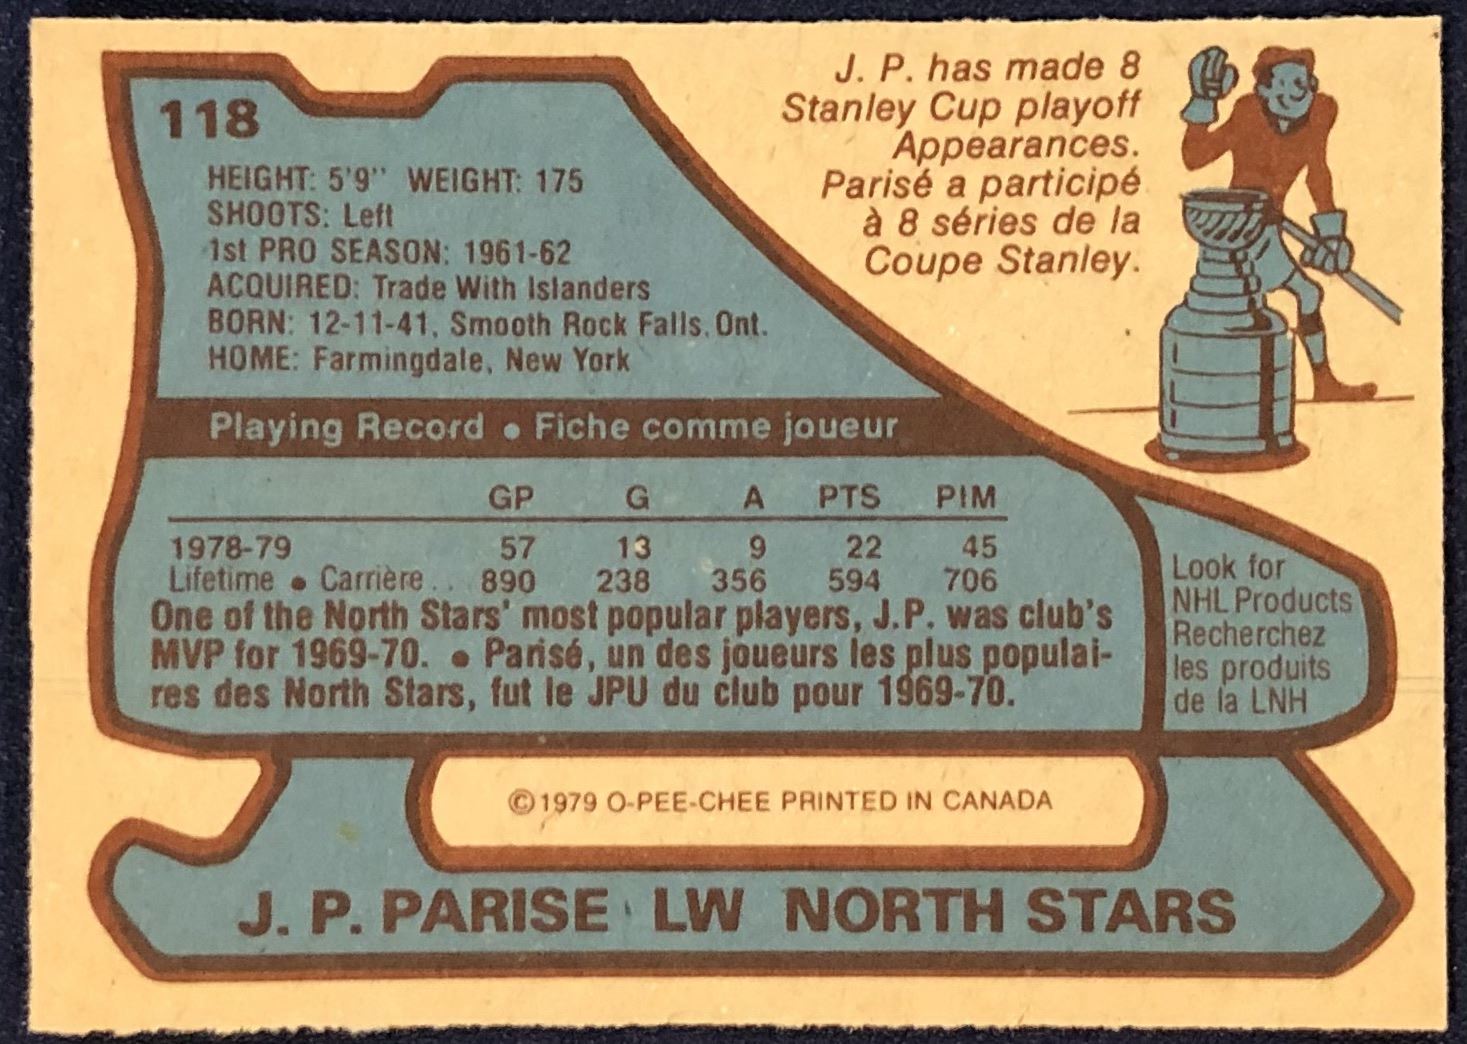 118
HEIGHT: 5'9" WEIGHT: 175
SHOOTS: Left
1st PRO SEASON: 1961-62
ACQUIRED: Trade With Islanders
BORN: 12-11-41, Smooth Rock Falls, Ont.
HOME: Farmingdale, New York
J. P. has made 8
Stanley Cup playoff
Appearances.
Parisé a participé
à 8 séries de la
Coupe Stanley.
Playing Record • Fiche comme joueur
GP G A PTS PIM
1978-79 57 13 9 22 45
Lifetime • Carrière .. 890 238 356 594 706
One of the North Stars' most popular players, J.P. was club's
MVP for 1969-70. • Parisé, un des joueurs les plus populai-
res des North Stars, fut le JPU du club pour 1969-70.
Look for
NHL Products
Recherchez
les produits
de la LNH
©1979 O-PEE-CHEE PRINTED IN CANADA
J. P. PARISE LW NORTH STARS